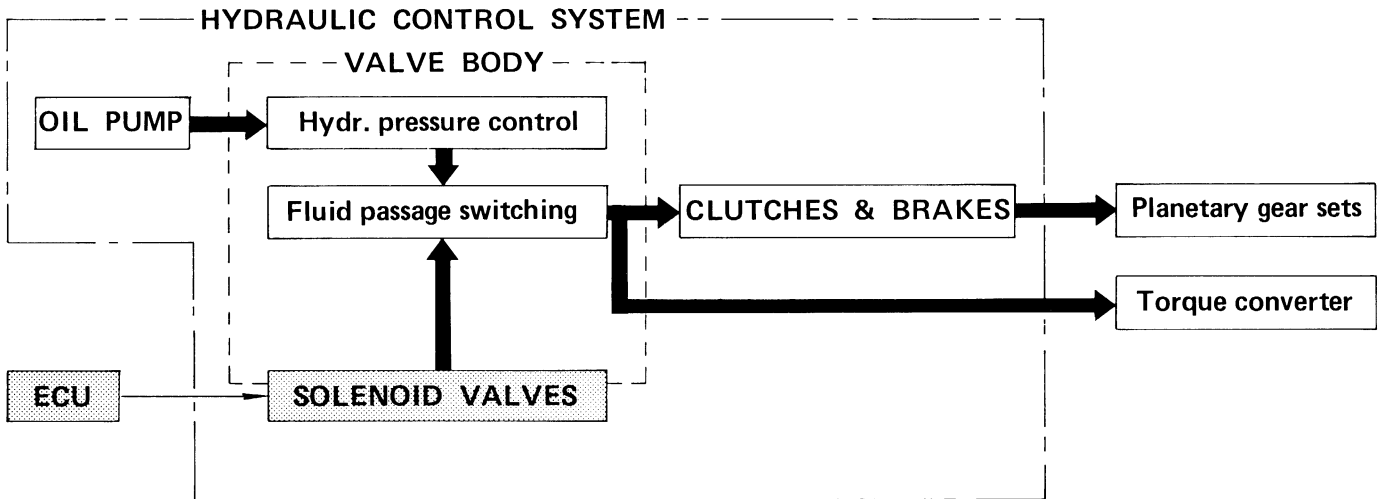 HYDRAULIC CONTROL SYSTEM
VALVE BODY
OIL PUMP
Hydr. pressure control
Fluid passage switching
CLUTCHES & BRAKES
Planetary gear sets
Torque converter
ECU
SOLENOID VALVES